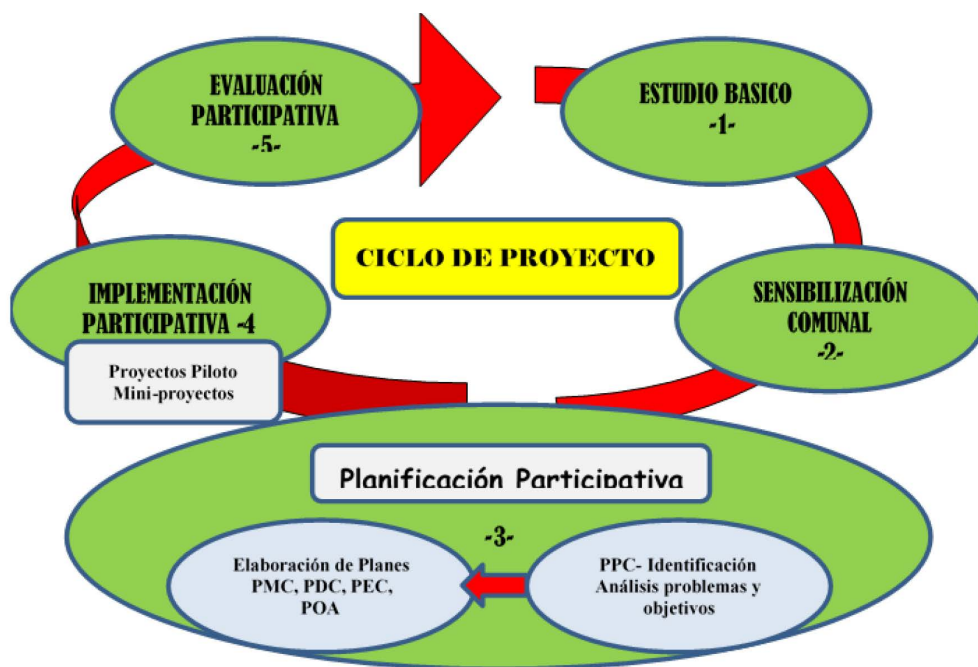 EVALUACIÓN
PARTICIPATIVA
-5-
ESTUDIO BASICO
-1-
CICLO DE PROYECTO
IMPLEMENTACIÓN
PARTICIPATIVA -4
Proyectos Piloto
Mini-proyectos
SENSIBILIZACIÓN
COMUNAL
-2-
Planificación Participativa
-3-
Elaboración de Planes
PMC, PDC, PEC,
POA
PPC- Identificación
Análisis problemas y
objetivos